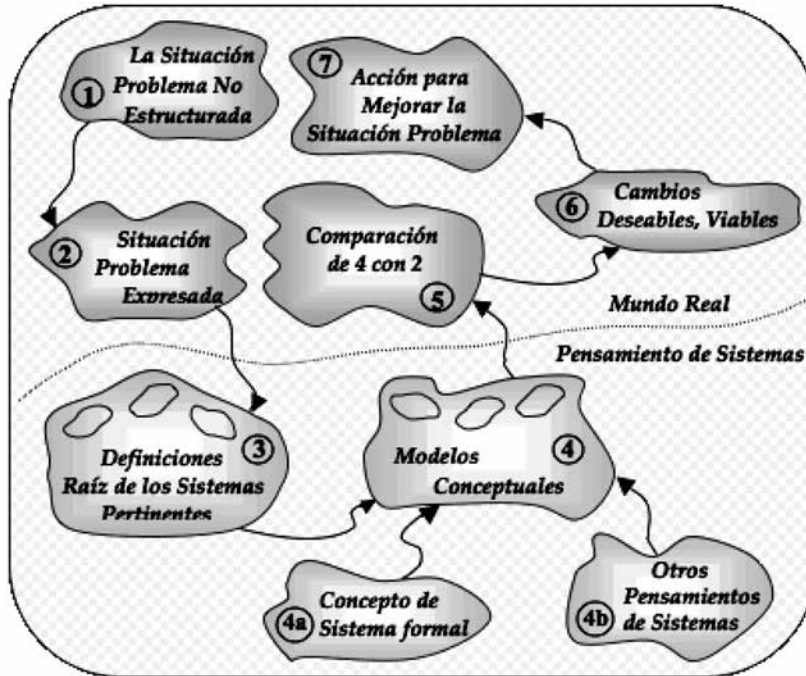 1
La Situación
Problema No
Estructurada
7
Acción para
Mejorar la
Situación Problema
6
Cambios
Deseables, Viables
2
Situación
Problema
Expresada
Comparación
de 4 con 2
5
Mundo Real
Pensamiento de Sistemas
3
Definiciones
Raíz de los Sistemas
Pertinentes
4
Modelos
Conceptuales
4a
Concepto de
Sistema formal
4b
Otros
Pensamientos
de Sistemas